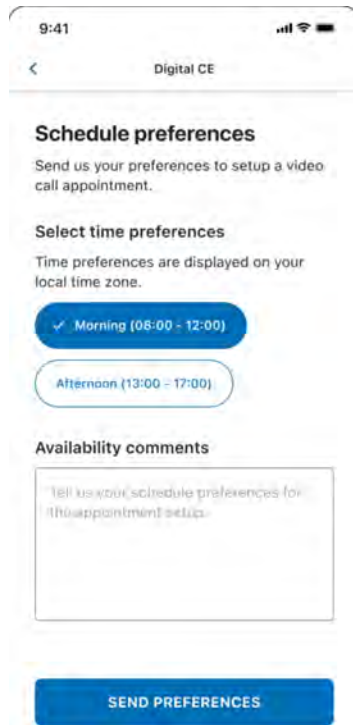 9:41
Digital CE
Schedule preferences
Send us your preferences to setup a video
call appointment.
Select time preferences
Time preferences are displayed on your
local time zone.
Morning (08:00 - 12:00)
Afternoon (13:00 - 17:00)
Availability comments
Tell us your schedule preferences for
the appointment setup.
SEND PREFERENCES